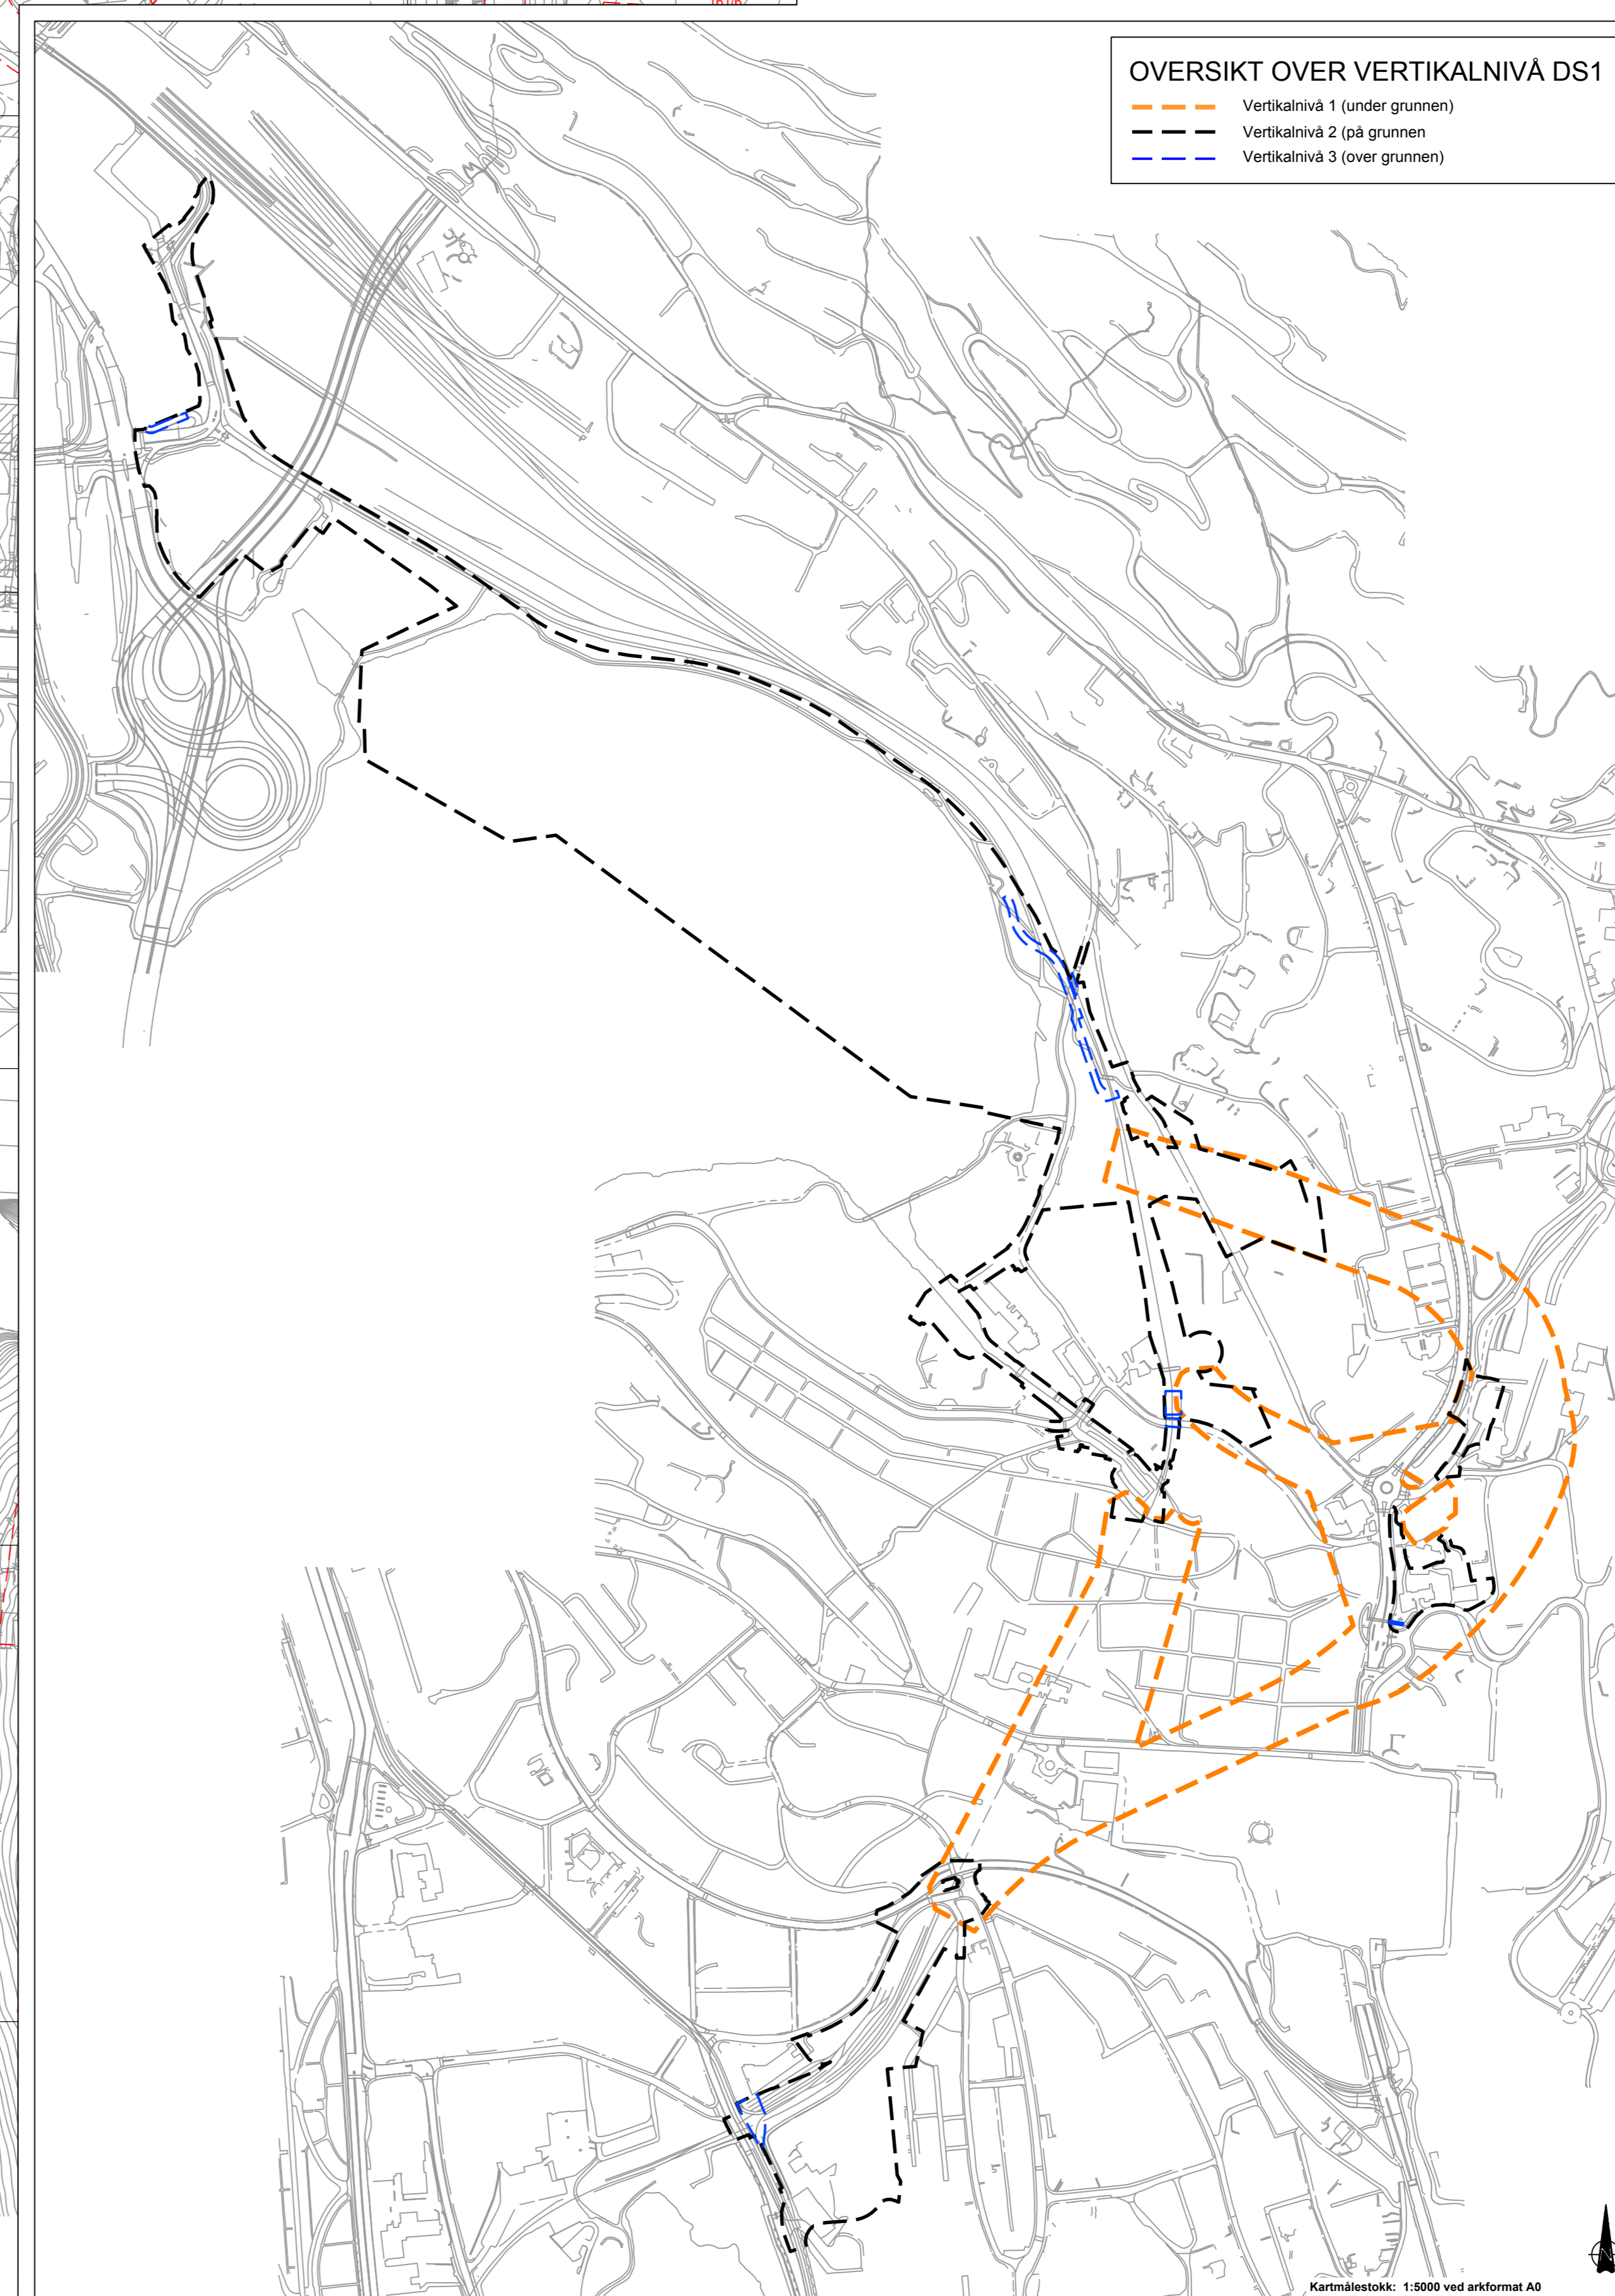 OVERSIKT OVER VERTIKALNIVÅ DS1
Vertikalnivå 1 (under grunnen)
Vertikalnivå 2 (på grunnen
Vertikalnivå 3 (over grunnen)
N
Kartmålestokk: 1:5000 ved arkformat A0